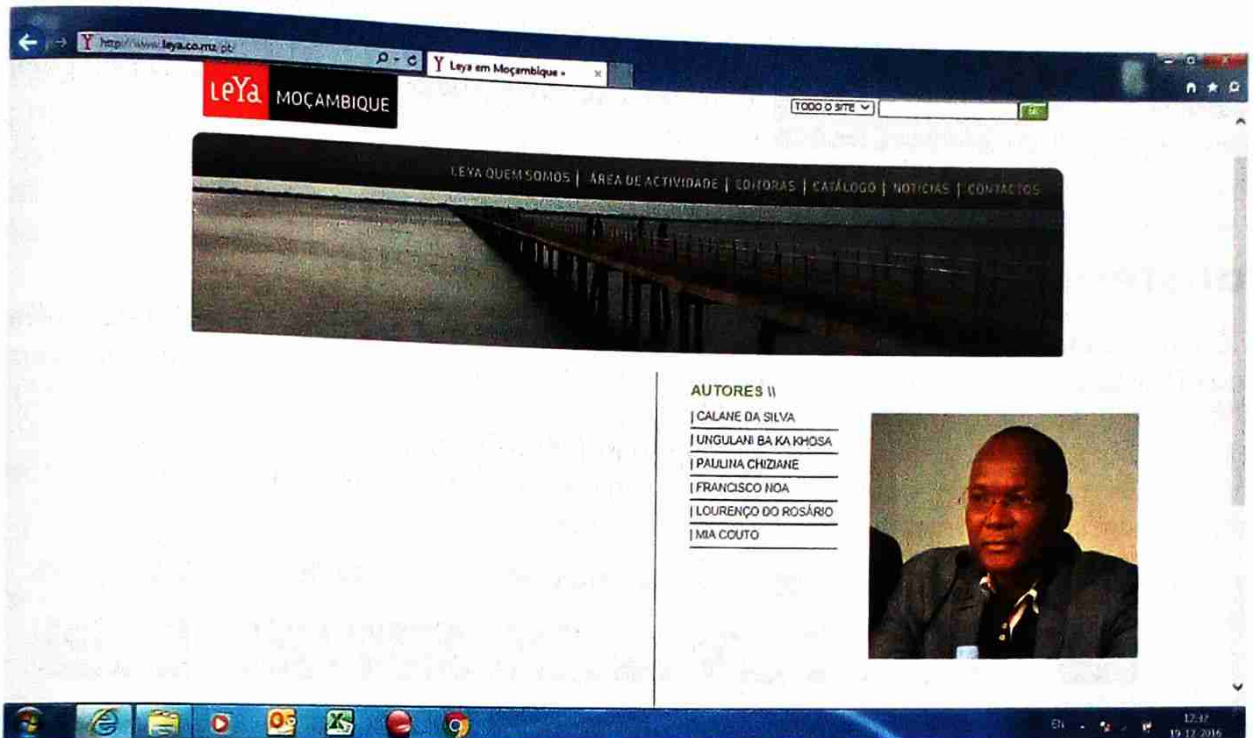 http://www.leya.co.mz/pt/
Leya em Moçambique »
LeYa MOÇAMBIQUE
TODO O SITE
LEYA QUEM SOMOS | ÁREA DE ACTIVIDADE | EDITORAS | CATÁLOGO | NOTÍCIAS | CONTACTOS
AUTORES \\
| CALANE DA SILVA
| UNGULANI BA KA KHOSA
| PAULINA CHIZIANE
| FRANCISCO NOA
| LOURENÇO DO ROSÁRIO
| MIA COUTO
EN
12:37
19-12-2016